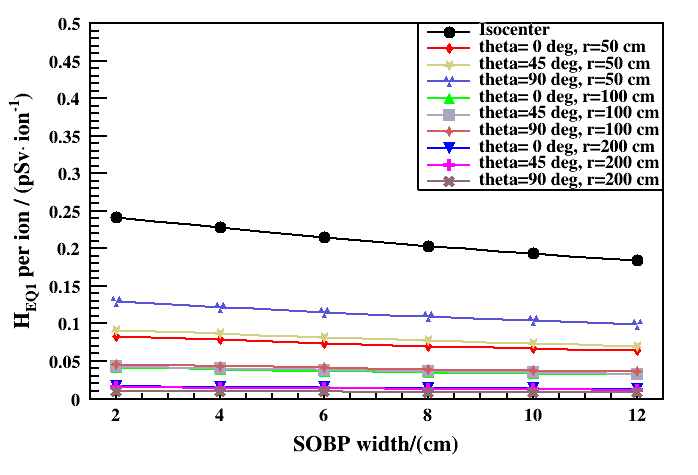 0.5
0.45
0.4
0.35
0.3
0.25
0.2
0.15
0.1
0.05
0
H_EQ1 per ion / (pSv· ion^-1)
Isocenter
theta= 0 deg, r=50 cm
theta=45 deg, r=50 cm
theta=90 deg, r=50 cm
theta= 0 deg, r=100 cm
theta=45 deg, r=100 cm
theta=90 deg, r=100 cm
theta= 0 deg, r=200 cm
theta=45 deg, r=200 cm
theta=90 deg, r=200 cm
2 4 6 8 10 12
SOBP width/(cm)